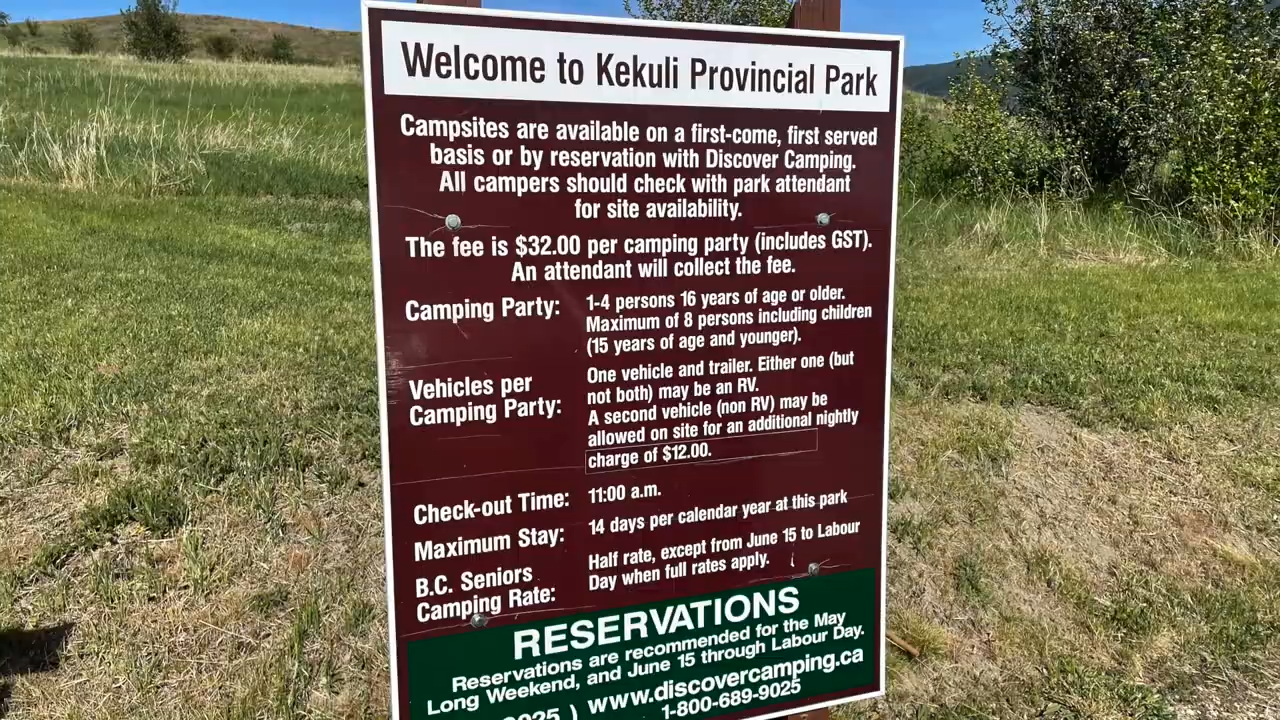 Welcome to Kekuli Provincial Park
Campsites are available on a first-come, first served
basis or by reservation with Discover Camping.
All campers should check with park attendant
for site availability.
The fee is $32.00 per camping party (includes GST).
An attendant will collect the fee.
Camping Party:
1-4 persons 16 years of age or older.
Maximum of 8 persons including children
(15 years of age and younger).
Vehicles per
Camping Party:
One vehicle and trailer. Either one (but
not both) may be an RV.
A second vehicle (non RV) may be
allowed on site for an additional nightly
charge of $12.00.
Check-out Time:
11:00 a.m.
Maximum Stay:
14 days per calendar year at this park
B.C. Seniors
Camping Rate:
Half rate, except from June 15 to Labour
Day when full rates apply.
RESERVATIONS
Reservations are recommended for the May
Long Weekend, and June 15 through Labour Day.
9025 ) www.discovercamping.ca
1-800-689-9025